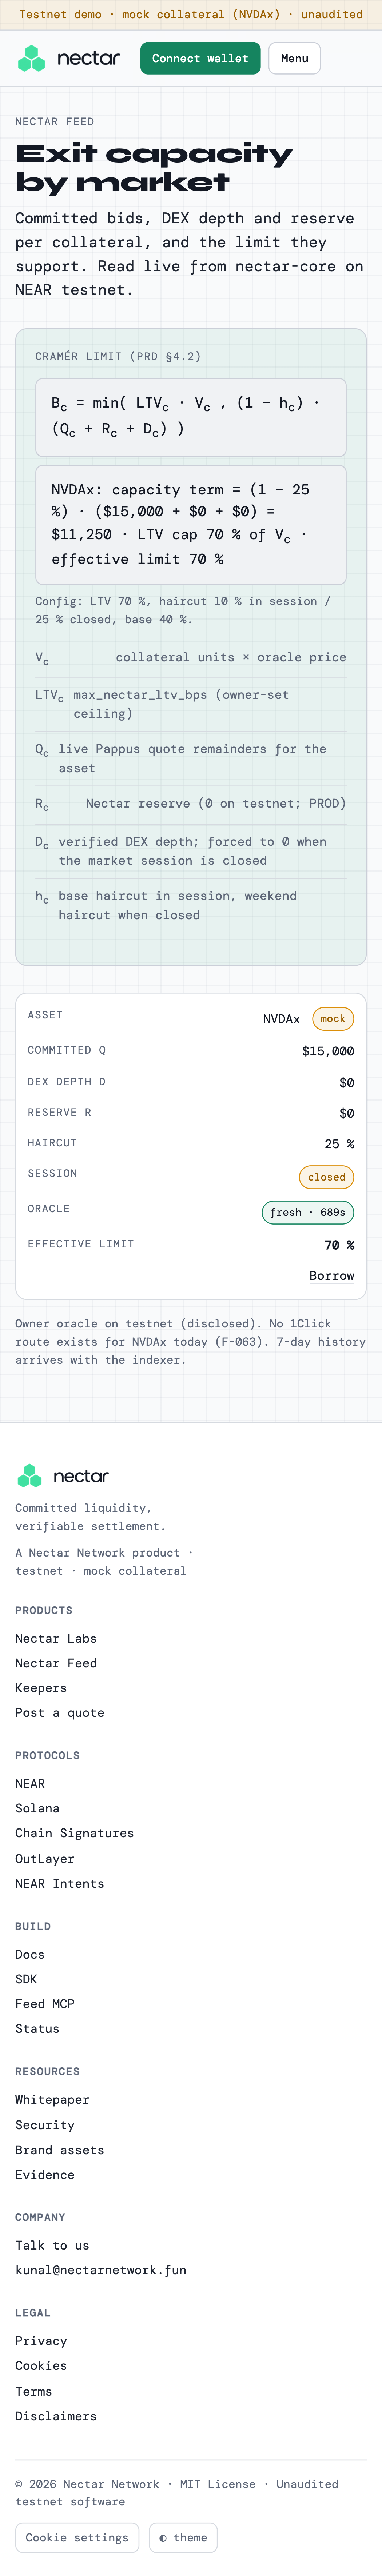 Testnet demo · mock collateral (NVDAx) · unaudited
nectar
Connect wallet
Menu
NECTAR FEED
Exit capacity
by market
Committed bids, DEX depth and reserve
per collateral, and the limit they
support. Read live from nectar-core on
NEAR testnet.
CRAMÉR LIMIT (PRD §4.2)
Bc = min( LTVc · Vc , (1 − hc) ·
(Qc + Rc + Dc) )
NVDAx: capacity term = (1 − 25
%) · ($15,000 + $0 + $0) =
$11,250 · LTV cap 70 % of Vc ·
effective limit 70 %
Config: LTV 70 %, haircut 10 % in session /
25 % closed, base 40 %.
Vc collateral units × oracle price
LTVc max_nectar_ltv_bps (owner-set
ceiling)
Qc live Pappus quote remainders for the
asset
Rc Nectar reserve (0 on testnet; PROD)
Dc verified DEX depth; forced to 0 when
the market session is closed
hc base haircut in session, weekend
haircut when closed
ASSET NVDAx mock
COMMITTED Q $15,000
DEX DEPTH D $0
RESERVE R $0
HAIRCUT 25 %
SESSION closed
ORACLE fresh · 689s
EFFECTIVE LIMIT 70 %
Borrow
Owner oracle on testnet (disclosed). No 1Click
route exists for NVDAx today (F-063). 7-day history
arrives with the indexer.
nectar
Committed liquidity,
verifiable settlement.
A Nectar Network product ·
testnet · mock collateral
PRODUCTS
Nectar Labs
Nectar Feed
Keepers
Post a quote
PROTOCOLS
NEAR
Solana
Chain Signatures
OutLayer
NEAR Intents
BUILD
Docs
SDK
Feed MCP
Status
RESOURCES
Whitepaper
Security
Brand assets
Evidence
COMPANY
Talk to us
kunal@nectarnetwork.fun
LEGAL
Privacy
Cookies
Terms
Disclaimers
© 2026 Nectar Network · MIT License · Unaudited
testnet software
Cookie settings
◐ theme